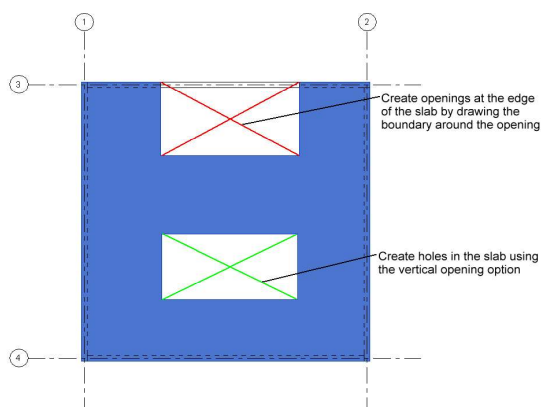 1
2
3
Create openings at the edge
of the slab by drawing the
boundary around the opening
Create holes in the slab using
the vertical opening option
4